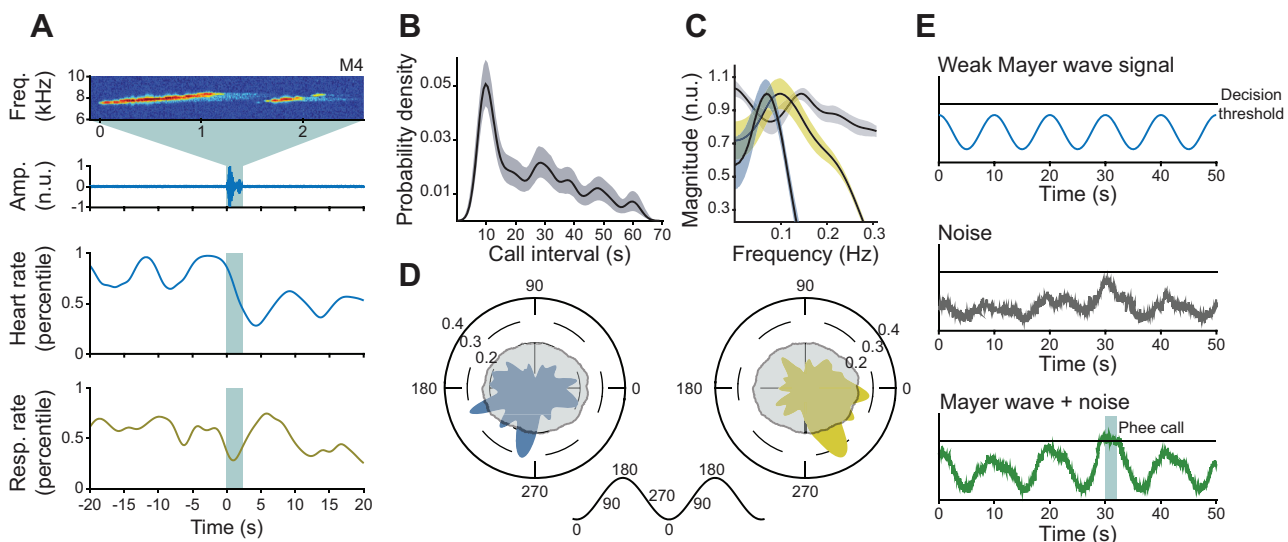 A
M4
Freq.
(kHz)
10
8
6
0
1
2
Amp.
(n.u.)
1
0
-1
Heart rate
(percentile)
1
0.5
0
Resp. rate
(percentile)
1
0.5
0
-20 -15 -10 -5 0 5 10 15 20
Time (s)
B
Probability density
0.05
0.03
0.01
10 20 30 40 50 60 70
Call interval (s)
C
Magnitude (n.u.)
1.1
0.9
0.7
0.5
0.3
0.1 0.2 0.3
Frequency (Hz)
D
90
0.4
0.3
0.2
180
0
270
90
0.4
0.3
0.2
180
0
270
180 180
90 270 90
0 0
E
Weak Mayer wave signal
Decision
threshold
0 10 20 30 40 50
Time (s)
Noise
0 10 20 30 40 50
Time (s)
Mayer wave + noise
Phee call
0 10 20 30 40 50
Time (s)